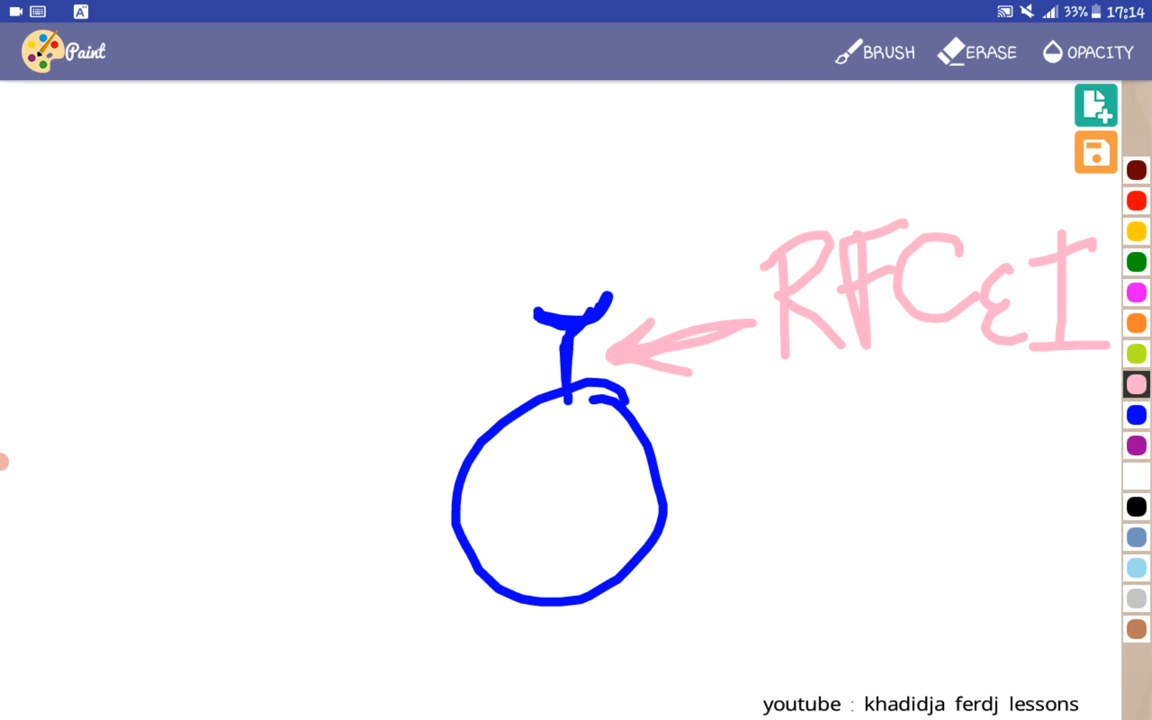 33% 17:14
Paint BRUSH ERASE OPACITY
RFCεI
youtube : khadidja ferdj lessons